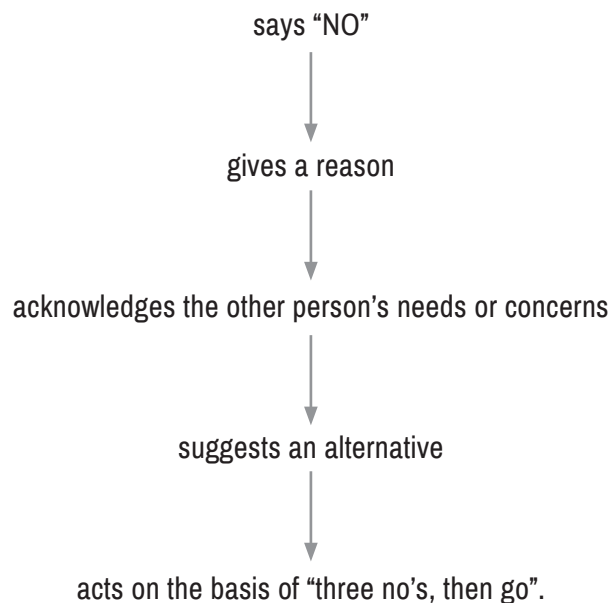 says “NO”
gives a reason
acknowledges the other person’s needs or concerns
suggests an alternative
acts on the basis of “three no’s, then go”.